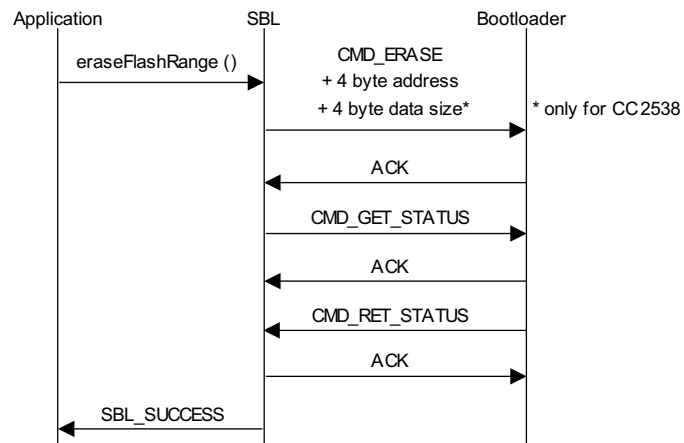 Application SBL Bootloader
eraseFlashRange ()
CMD_ERASE
+ 4 byte address
+ 4 byte data size*
* only for CC2538
ACK
CMD_GET_STATUS
ACK
CMD_RET_STATUS
ACK
SBL_SUCCESS